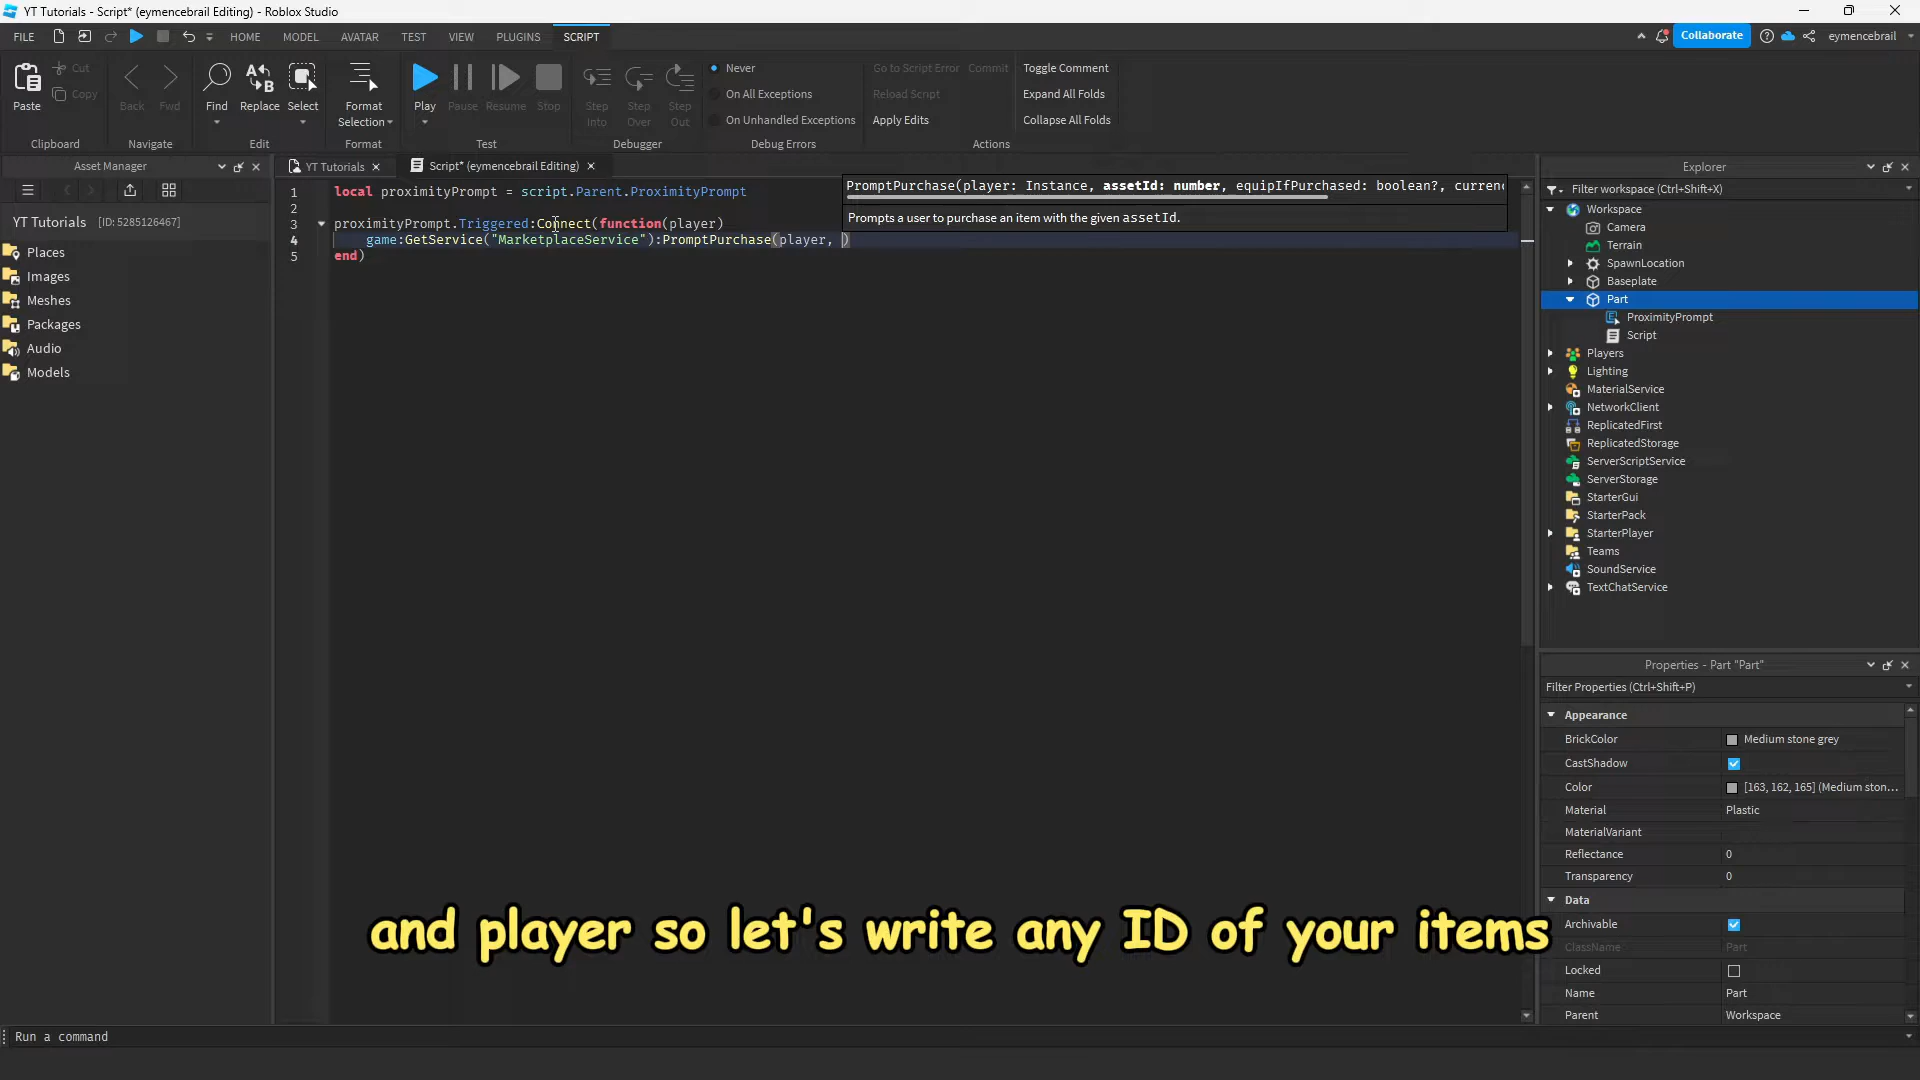 YT Tutorials - Script* (eymencebrail Editing) - Roblox Studio
FILE HOME MODEL AVATAR TEST VIEW PLUGINS SCRIPT Collaborate eymencebrail
Paste Cut Copy Back Fwd Find Replace Select Format Selection Play Pause Resume Stop Step Into Step Over Step Out
Never Go to Script Error Commit Toggle Comment
On All Exceptions Reload Script Expand All Folds
On Unhandled Exceptions Apply Edits Collapse All Folds
Clipboard Navigate Edit Format Test Debugger Debug Errors Actions
Asset Manager
YT Tutorials Script* (eymencebrail Editing)
YT Tutorials [ID: 5285126467]
Places
Images
Meshes
Packages
Audio
Models
1 local proximityPrompt = script.Parent.ProximityPrompt
2
3 proximityPrompt.Triggered:Connect(function(player)
4 game:GetService("MarketplaceService"):PromptPurchase(player, )
5 end)
PromptPurchase(player: Instance, assetId: number, equipIfPurchased: boolean?, currenc
Prompts a user to purchase an item with the given assetId.
Explorer
Filter workspace (Ctrl+Shift+X)
Workspace
Camera
Terrain
SpawnLocation
Baseplate
Part
ProximityPrompt
Script
Players
Lighting
MaterialService
NetworkClient
ReplicatedFirst
ReplicatedStorage
ServerScriptService
ServerStorage
StarterGui
StarterPack
StarterPlayer
Teams
SoundService
TextChatService
Properties - Part "Part"
Filter Properties (Ctrl+Shift+P)
Appearance
BrickColor Medium stone grey
CastShadow
Color [163, 162, 165] (Medium ston...
Material Plastic
MaterialVariant
Reflectance 0
Transparency 0
Data
Archivable
ClassName Part
Locked
Name Part
Parent Workspace
and player so let's write any ID of your items
Run a command